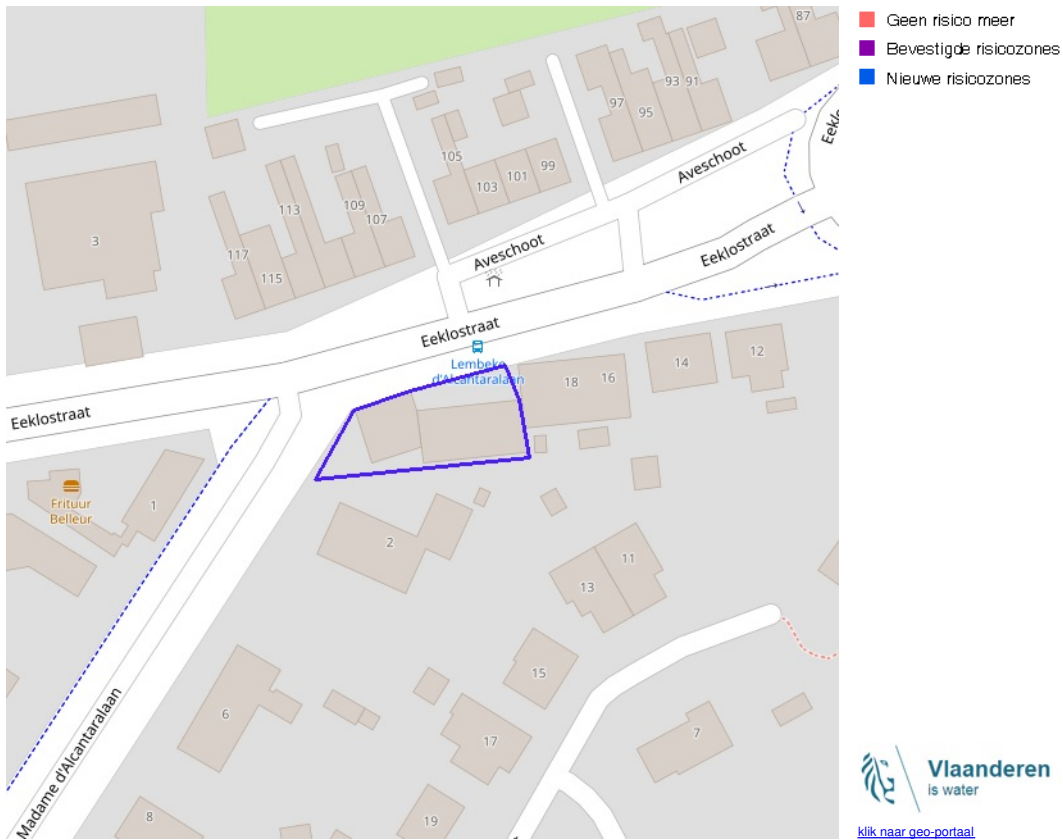 Geen risico meer
Bevestigde risicozones
Nieuwe risicozones
87
93
91
97
95
Aveschoot
105
103
101
99
113
109
107
117
115
3
Aveschoot
Eeklostraat
Eeklostraat
Lembeke
d'Alcantaralaan
18
16
14
12
Eeklostraat
Frituur
Belleur
1
2
11
13
15
6
17
7
Madame d'Alcantaralaan
8
19
Vlaanderen
is water
klik naar geo-portaal